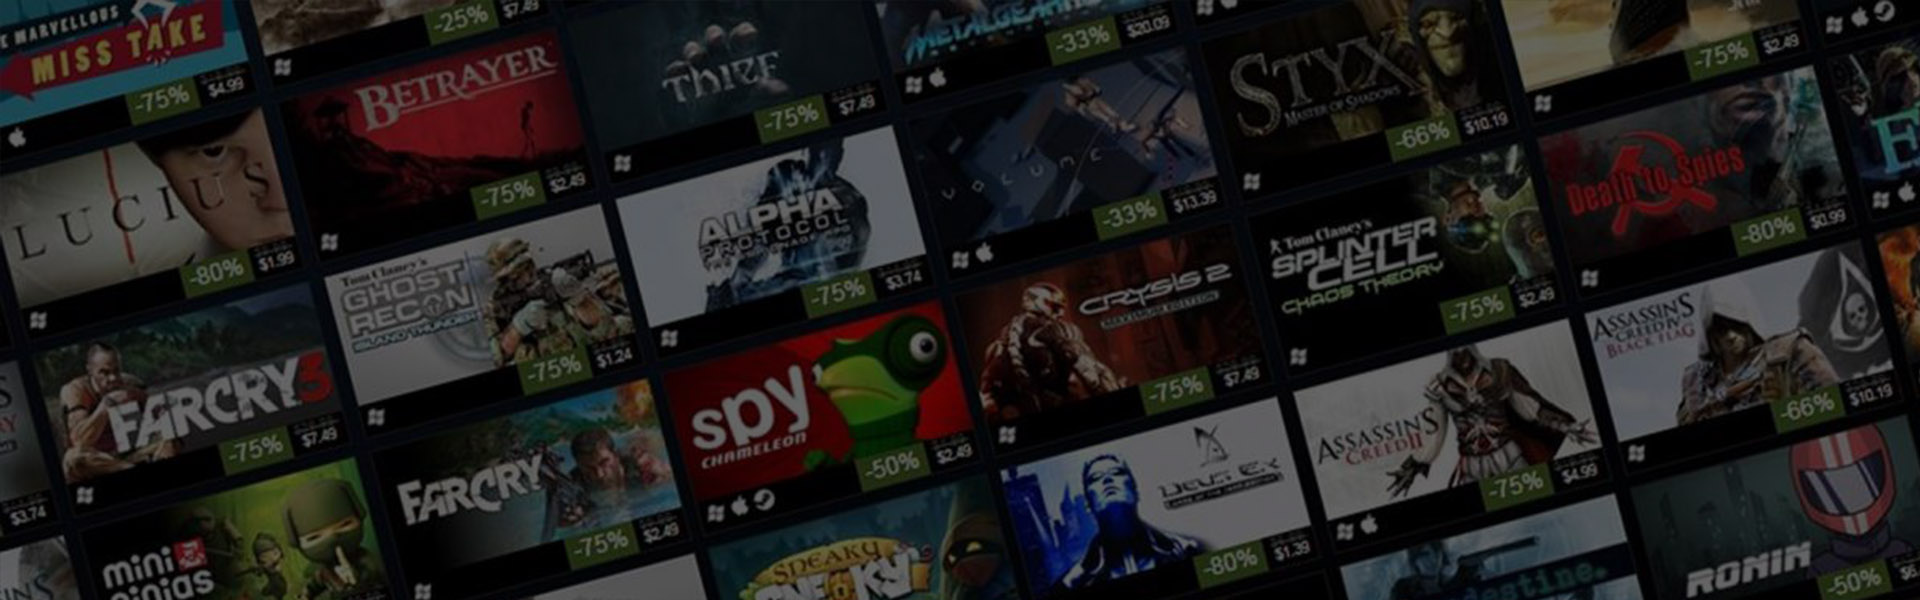 E MARVELLOUS
MISS TAKE
-75%
$4.99
-25%
$7.49
BETRAYER
-75%
$2.49
THIEF
-75%
$7.49
METAL GEAR
-33%
$20.09
STYX
MASTER OF SHADOWS
-66%
$10.19
-75%
$2.49
LUCIUS
-80%
$1.99
Tom Clancy's
GHOST
RECON
ISLAND THUNDER
-75%
$1.24
ALPHA
PROTOCOL
-75%
$3.74
VOLUME
-33%
$13.39
Tom Clancy's
SPLINTER
CELL
CHAOS THEORY
-75%
$2.49
Death to Spies
-80%
$0.99
FARCRY3
-75%
$7.49
FARCRY
-75%
$2.49
spy
CHAMELEON
-50%
$2.49
CRYSIS 2
MAXIMUM EDITION
-75%
$7.49
ASSASSIN'S
CREED II
-75%
$4.99
ASSASSIN'S
CREED IV
BLACK FLAG
-66%
$10.19
$3.74
mini
ninjas
SNEAKY
DEUS EX
-80%
$1.39
RONIN
-50%